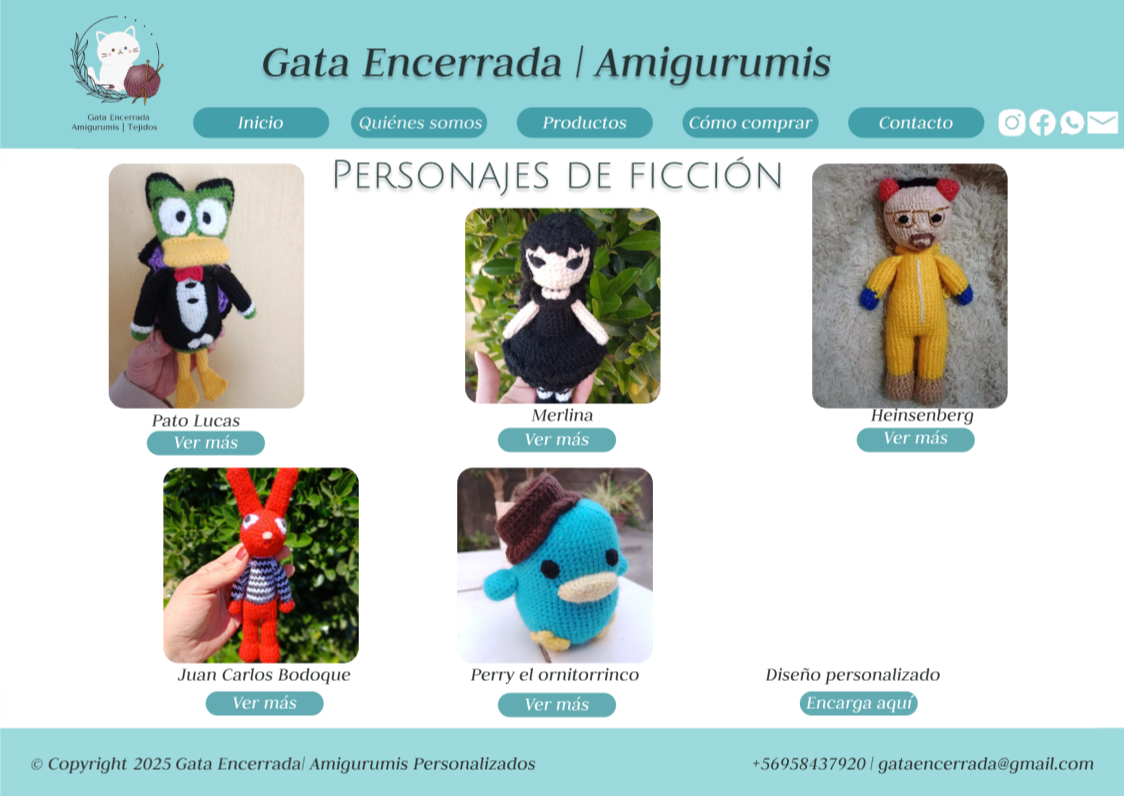 Gata Encerrada | Amigurumis
Gata Encerrada
Amigurumis | Tejidos
Inicio
Quiénes somos
Productos
Cómo comprar
Contacto
Personajes de ficción
Pato Lucas
Ver más
Merlina
Ver más
Heinsenberg
Ver más
Juan Carlos Bodoque
Ver más
Perry el ornitorrinco
Ver más
Diseño personalizado
Encarga aquí
© Copyright 2025 Gata Encerrada| Amigurumis Personalizados
+56958437920 | gataencerrada@gmail.com